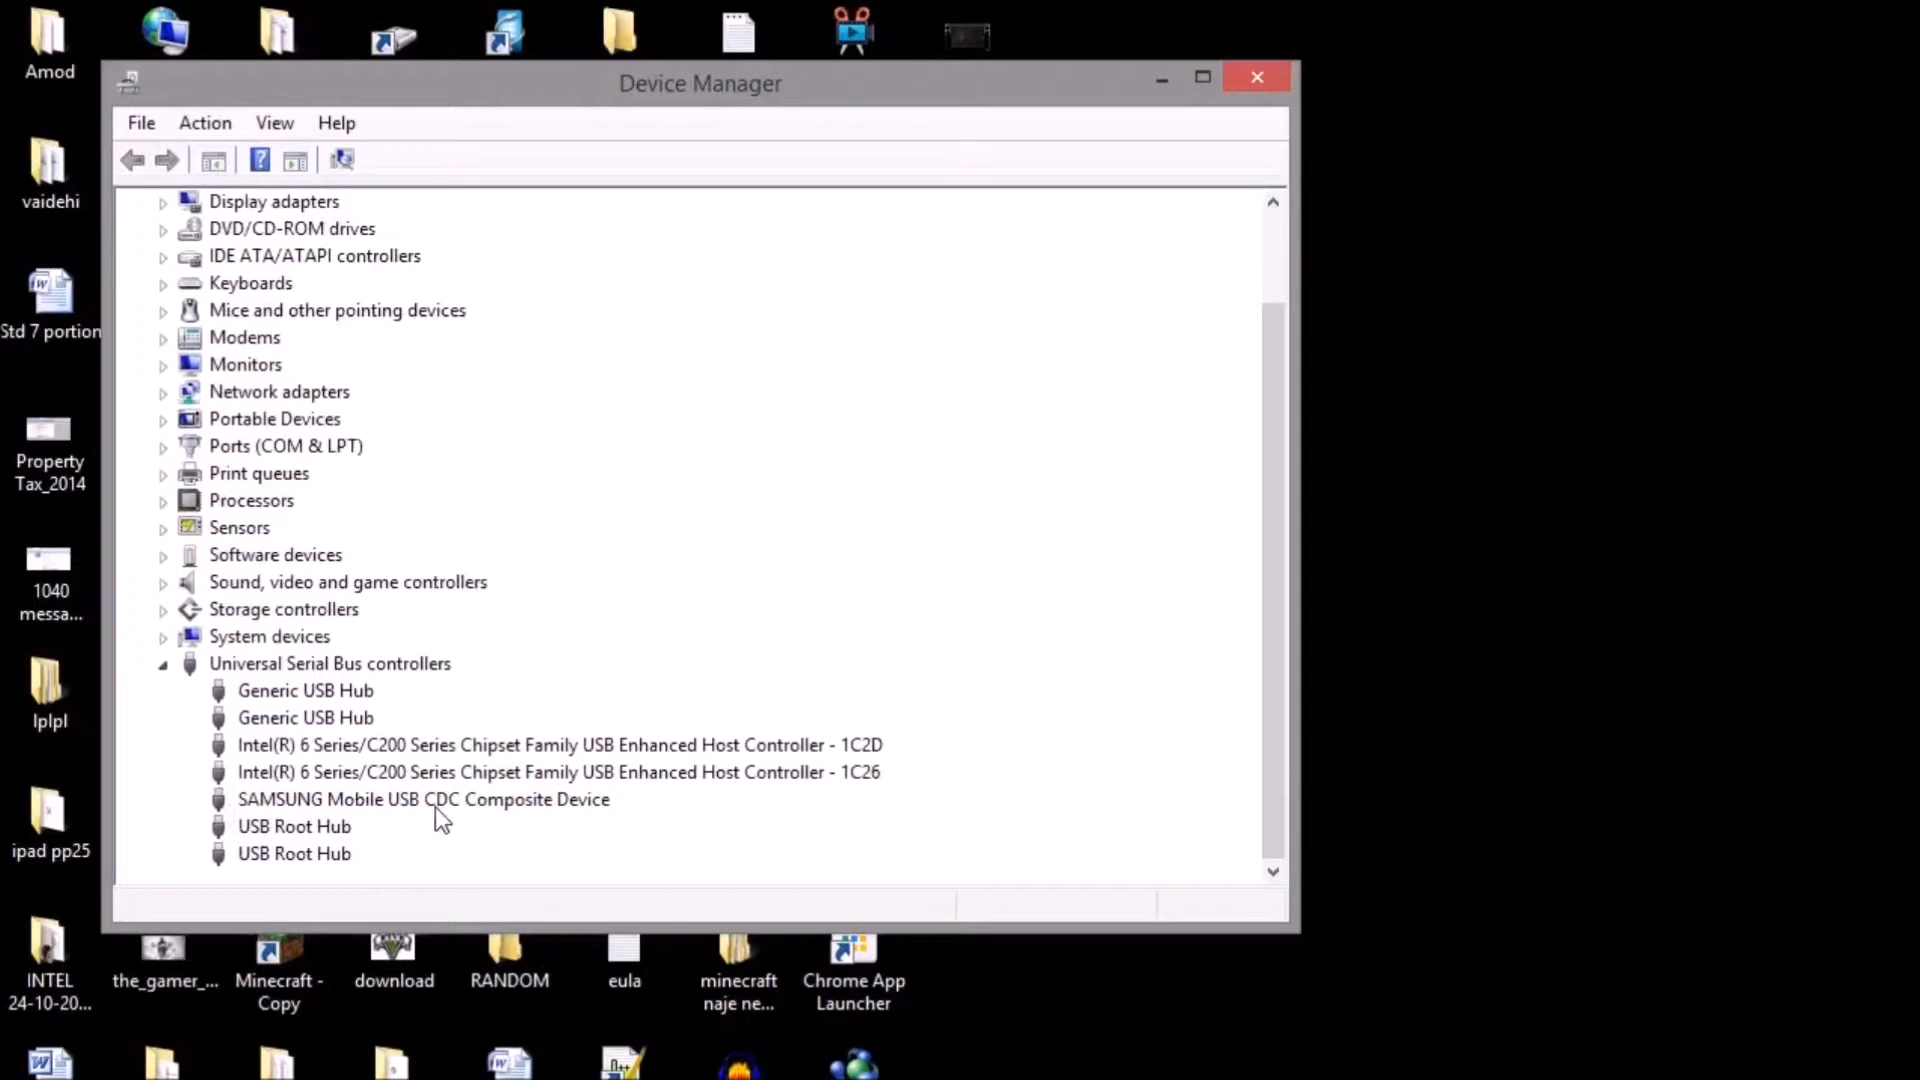 Amod
vaidehi
Std 7 portion
Property
Tax_2014
1040
messa...
lplpl
ipad pp25
INTEL
24-10-20...
Device Manager
File Action View Help
Display adapters
DVD/CD-ROM drives
IDE ATA/ATAPI controllers
Keyboards
Mice and other pointing devices
Modems
Monitors
Network adapters
Portable Devices
Ports (COM & LPT)
Print queues
Processors
Sensors
Software devices
Sound, video and game controllers
Storage controllers
System devices
Universal Serial Bus controllers
Generic USB Hub
Generic USB Hub
Intel(R) 6 Series/C200 Series Chipset Family USB Enhanced Host Controller - 1C2D
Intel(R) 6 Series/C200 Series Chipset Family USB Enhanced Host Controller - 1C26
SAMSUNG Mobile USB CDC Composite Device
USB Root Hub
USB Root Hub
the_gamer_...
Minecraft -
Copy
download
RANDOM
eula
minecraft
naje ne...
Chrome App
Launcher